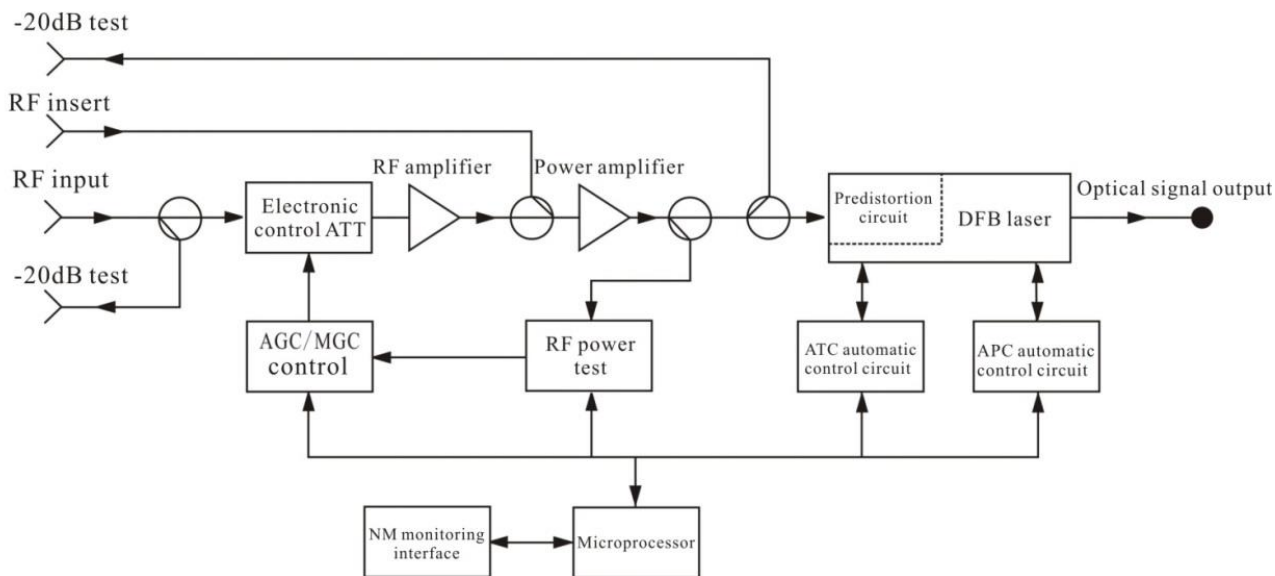 -20dB test
RF insert
RF input
-20dB test
Electronic
control ATT
RF amplifier
Power amplifier
Predistortion
circuit
DFB laser
Optical signal output
AGC/MGC
control
RF power
test
ATC automatic
control circuit
APC automatic
control circuit
NM monitoring
interface
Microprocessor